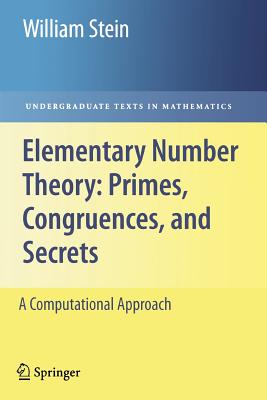 William Stein
UNDERGRADUATE TEXTS IN MATHEMATICS
Elementary Number
Theory: Primes,
Congruences, and
Secrets
A Computational Approach
Springer